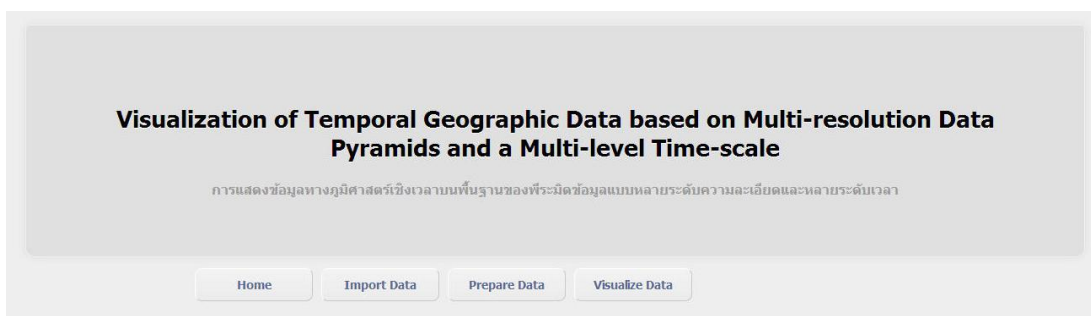 Visualization of Temporal Geographic Data based on Multi-resolution Data
Pyramids and a Multi-level Time-scale
การแสดงข้อมูลทางภูมิศาสตร์เชิงเวลาบนพื้นฐานของพีระมิดข้อมูลแบบหลายระดับความละเอียดและหลายระดับเวลา
Home Import Data Prepare Data Visualize Data